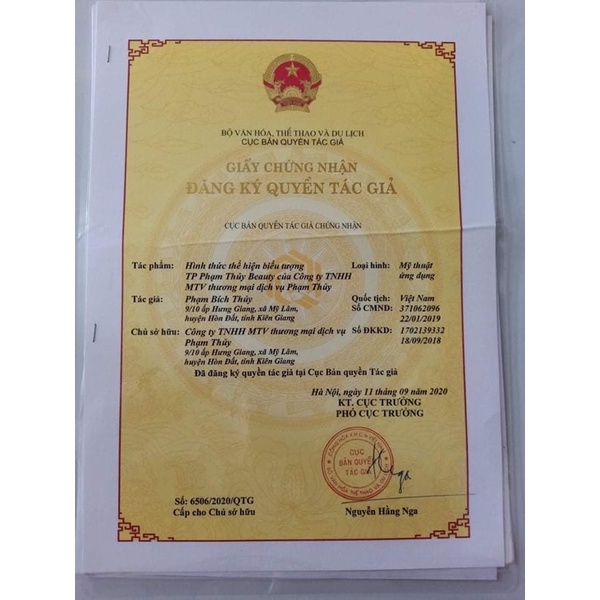 BỘ VĂN HÓA, THỂ THAO VÀ DU LỊCH
CỤC BẢN QUYỀN TÁC GIẢ
GIẤY CHỨNG NHẬN
ĐĂNG KÝ QUYỀN TÁC GIẢ
CỤC BẢN QUYỀN TÁC GIẢ CHỨNG NHẬN
Tác phẩm: Hình thức thể hiện biểu tượng Loại hình: Mỹ thuật
TP Phạm Thủy Beauty của Công ty TNHH ứng dụng
MTV thương mại dịch vụ Phạm Thủy
Tác giả: Phạm Bích Thủy Quốc tịch: Việt Nam
9/10 ấp Hưng Giang, xã Mỹ Lâm, Số CMND: 371062096
huyện Hòn Đất, tỉnh Kiên Giang 22/01/2019
Chủ sở hữu: Công ty TNHH MTV thương mại dịch vụ Số ĐKKD: 1702139332
Phạm Thủy 18/09/2018
9/10 ấp Hưng Giang, xã Mỹ Lâm,
huyện Hòn Đất, tỉnh Kiên Giang
Đã đăng ký quyền tác giả tại Cục Bản quyền Tác giả
Hà Nội, ngày 11 tháng 09 năm 2020
KT. CỤC TRƯỞNG
PHÓ CỤC TRƯỞNG
CỤC
BẢN QUYỀN
TÁC GIẢ
Số: 6506/2020/QTG
Cấp cho Chủ sở hữu Nguyễn Hằng Nga